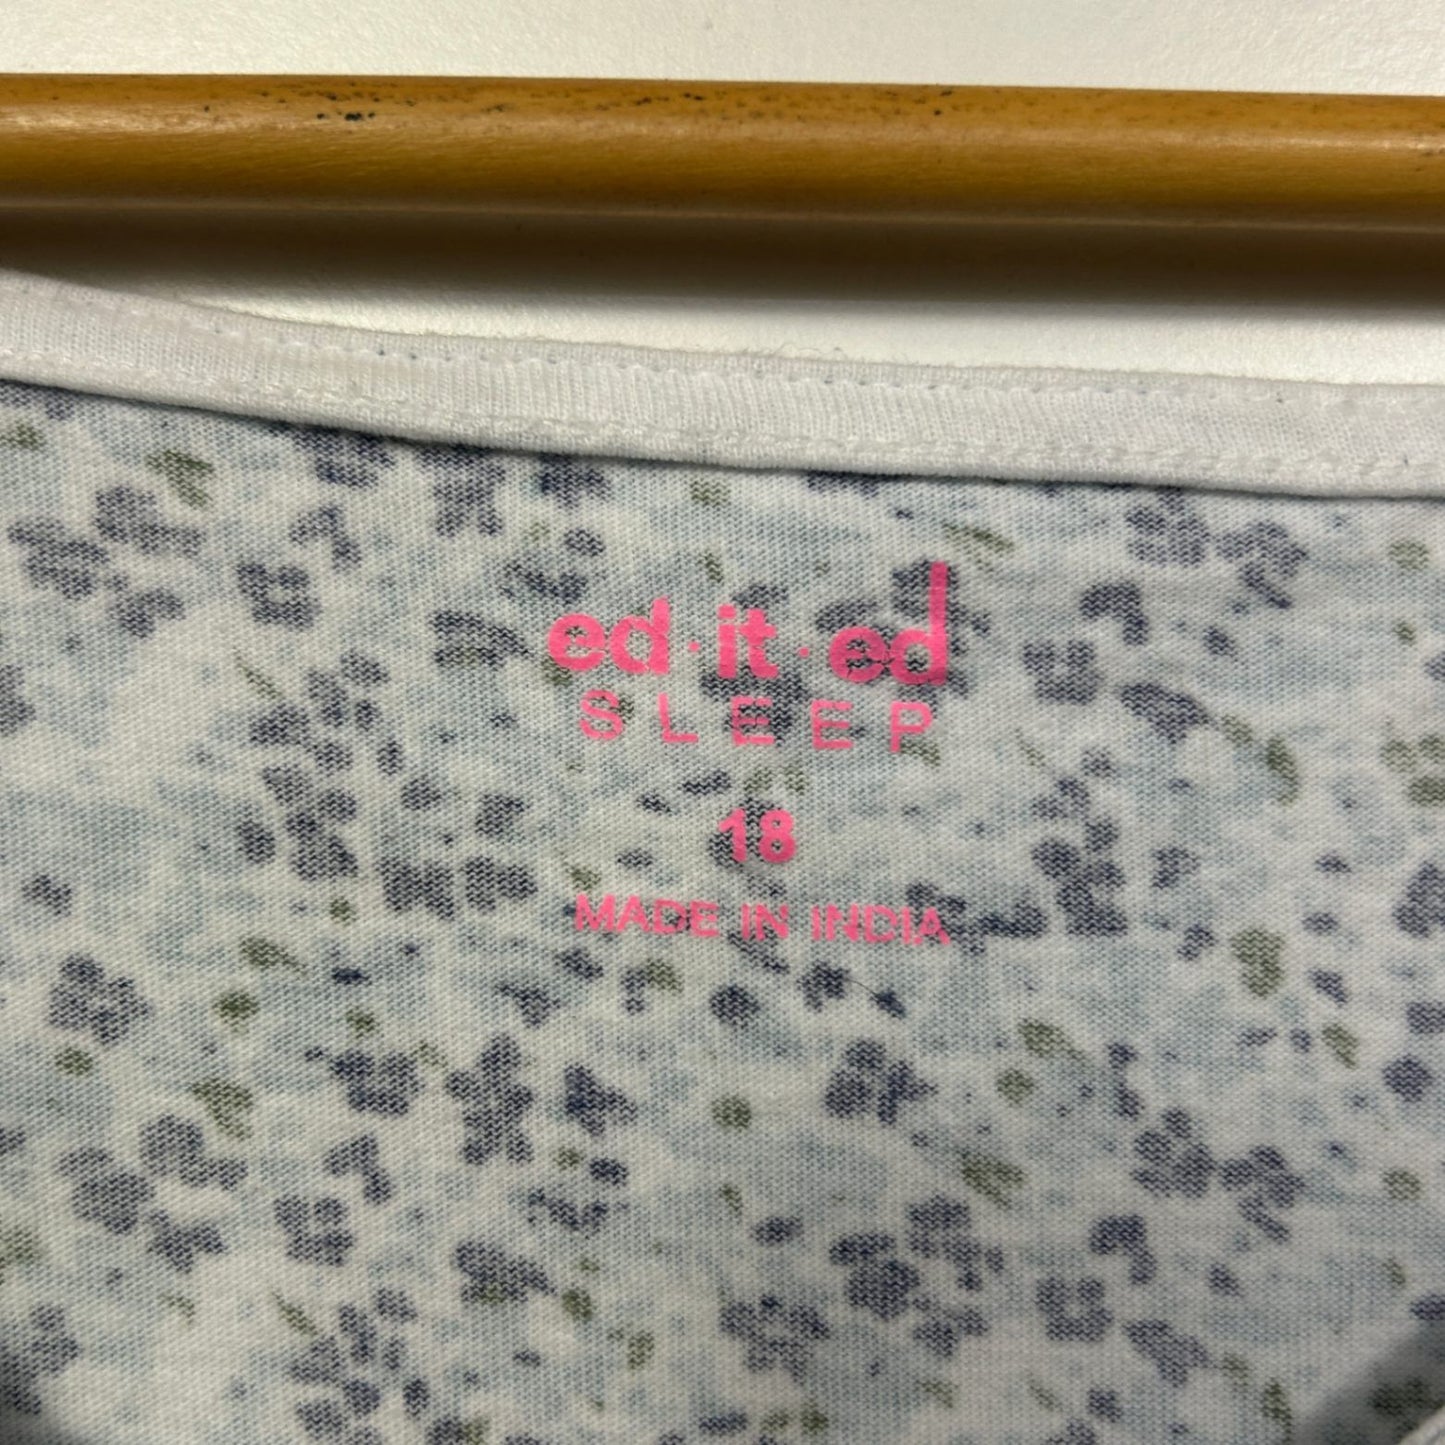 ed·it·ed
SLEEP
18
MADE IN INDIA